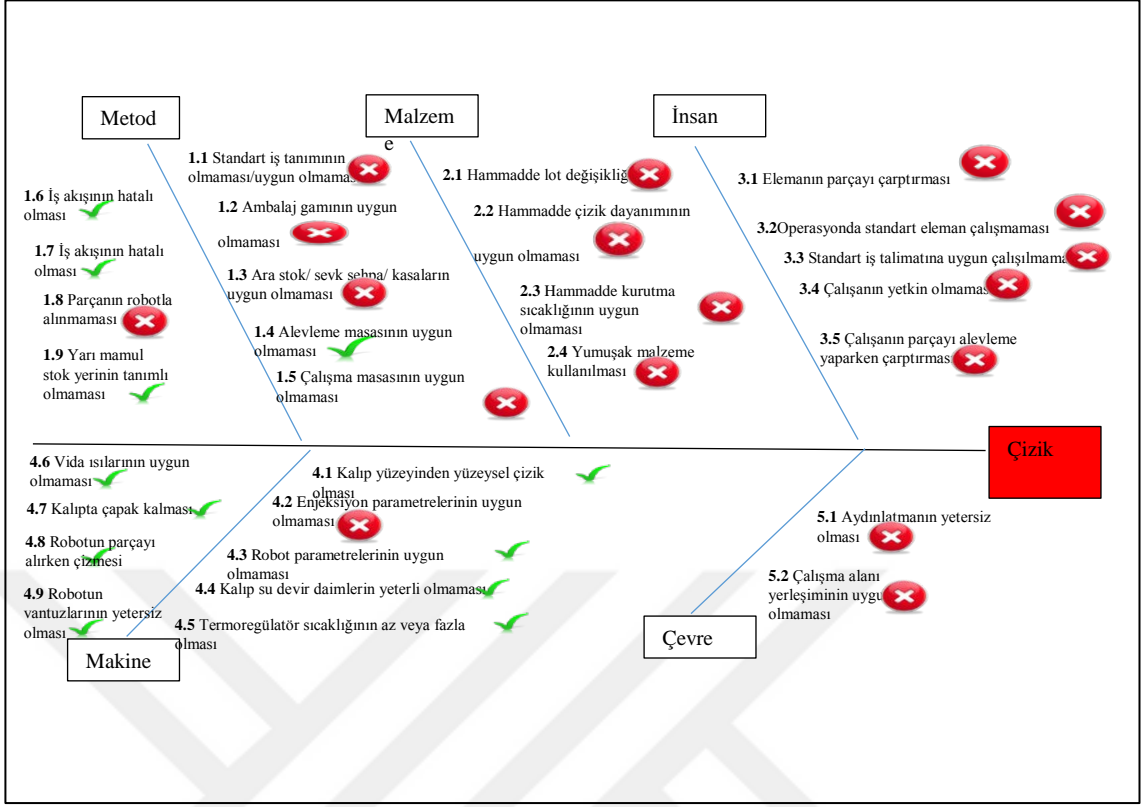 Metod
Malzem
e
İnsan
1.1 Standart iş tanımının
olmaması/uygun olmama
1.2 Ambalaj gamının uygun
olmaması
1.3 Ara stok/ sevk sehpa/ kasaların
uygun olmaması
1.4 Alevleme masasının uygun
olmaması
1.5 Çalışma masasının uygun
olmaması
1.6 İş akışının hatalı
olması
1.7 İş akışının hatalı
olması
1.8 Parçanın robotla
alınmaması
1.9 Yarı mamul
stok yerinin tanımlı
olmaması
2.1 Hammadde lot değişikliğ
2.2 Hammadde çizik dayanımının
uygun olmaması
2.3 Hammadde kurutma
sıcaklığının uygun
olmaması
2.4 Yumuşak malzeme
kullanılması
3.1 Elemanın parçayı çarptırması
3.2Operasyonda standart eleman çalışmaması
3.3 Standart iş talimatına uygun çalışılmama
3.4 Çalışanın yetkin olmamas
3.5 Çalışanın parçayı alevleme
yaparken çarptırması
Çizik
4.1 Kalıp yüzeyinden yüzeysel çizik
olması
4.2 Enjeksiyon parametrelerinin uygun
olmaması
4.3 Robot parametrelerinin uygun
olmaması
4.4 Kalıp su devir daimlerin yeterli olmaması
4.5 Termoregülatör sıcaklığının az veya fazla
olması
4.6 Vida ısılarının uygun
olmaması
4.7 Kalıpta çapak kalması
4.8 Robotun parçayı
alırken çizmesi
4.9 Robotun
vantuzlarının yetersiz
olması
5.1 Aydınlatmanın yetersiz
olması
5.2 Çalışma alanı
yerleşiminin uygu
olmaması
Makine
Çevre